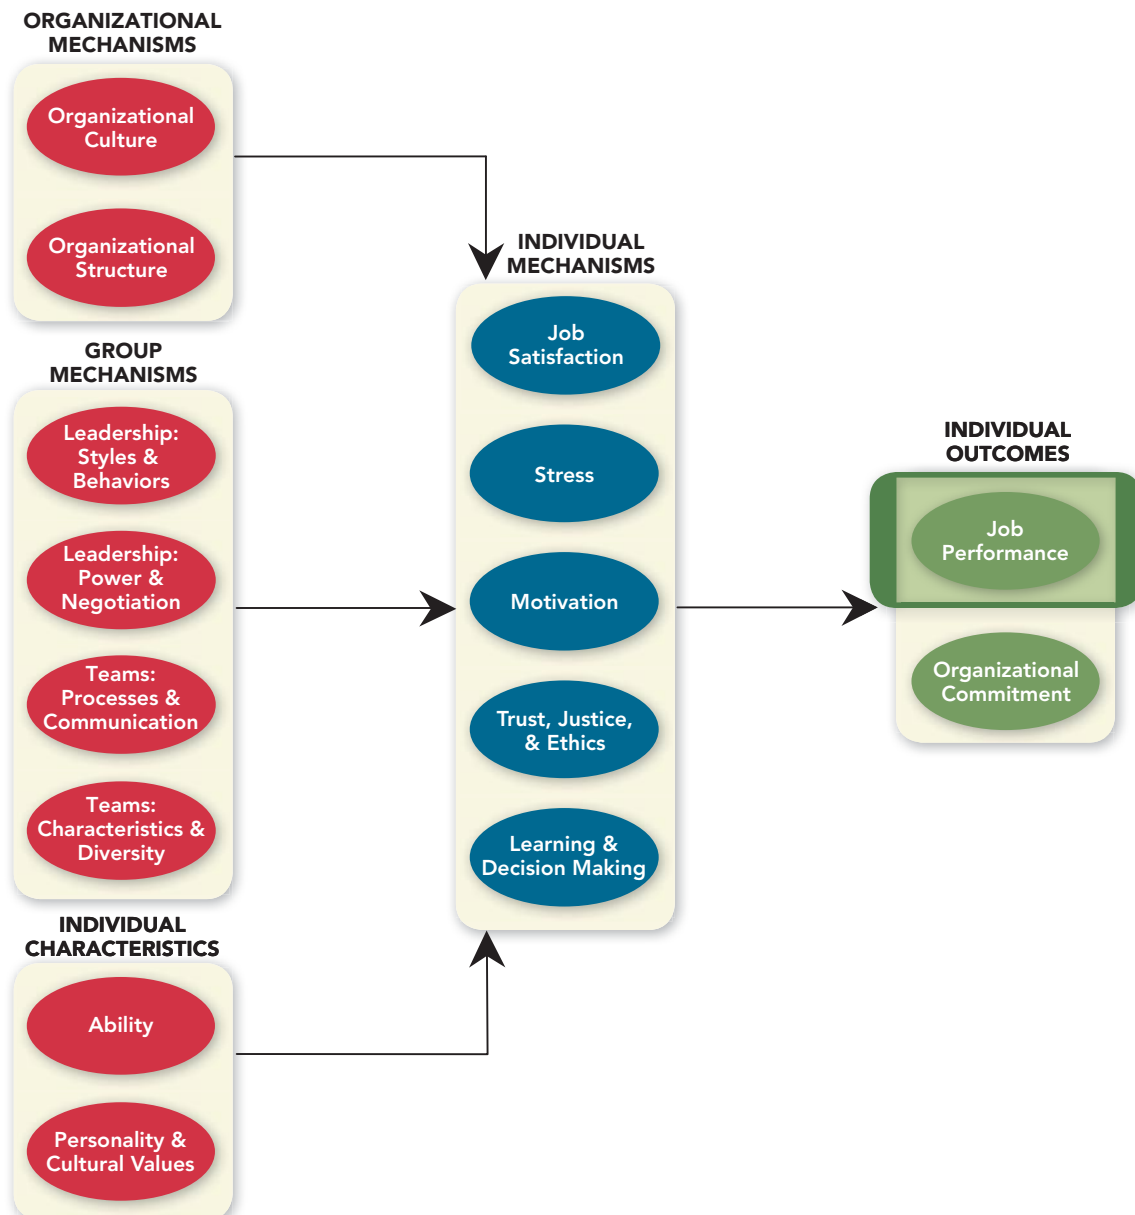 ORGANIZATIONAL
MECHANISMS
Organizational
Culture
Organizational
Structure
GROUP
MECHANISMS
Leadership:
Styles &
Behaviors
Leadership:
Power &
Negotiation
Teams:
Processes &
Communication
Teams:
Characteristics &
Diversity
INDIVIDUAL
CHARACTERISTICS
Ability
Personality &
Cultural Values
INDIVIDUAL
MECHANISMS
Job
Satisfaction
Stress
Motivation
Trust, Justice,
& Ethics
Learning &
Decision Making
INDIVIDUAL
OUTCOMES
Job
Performance
Organizational
Commitment